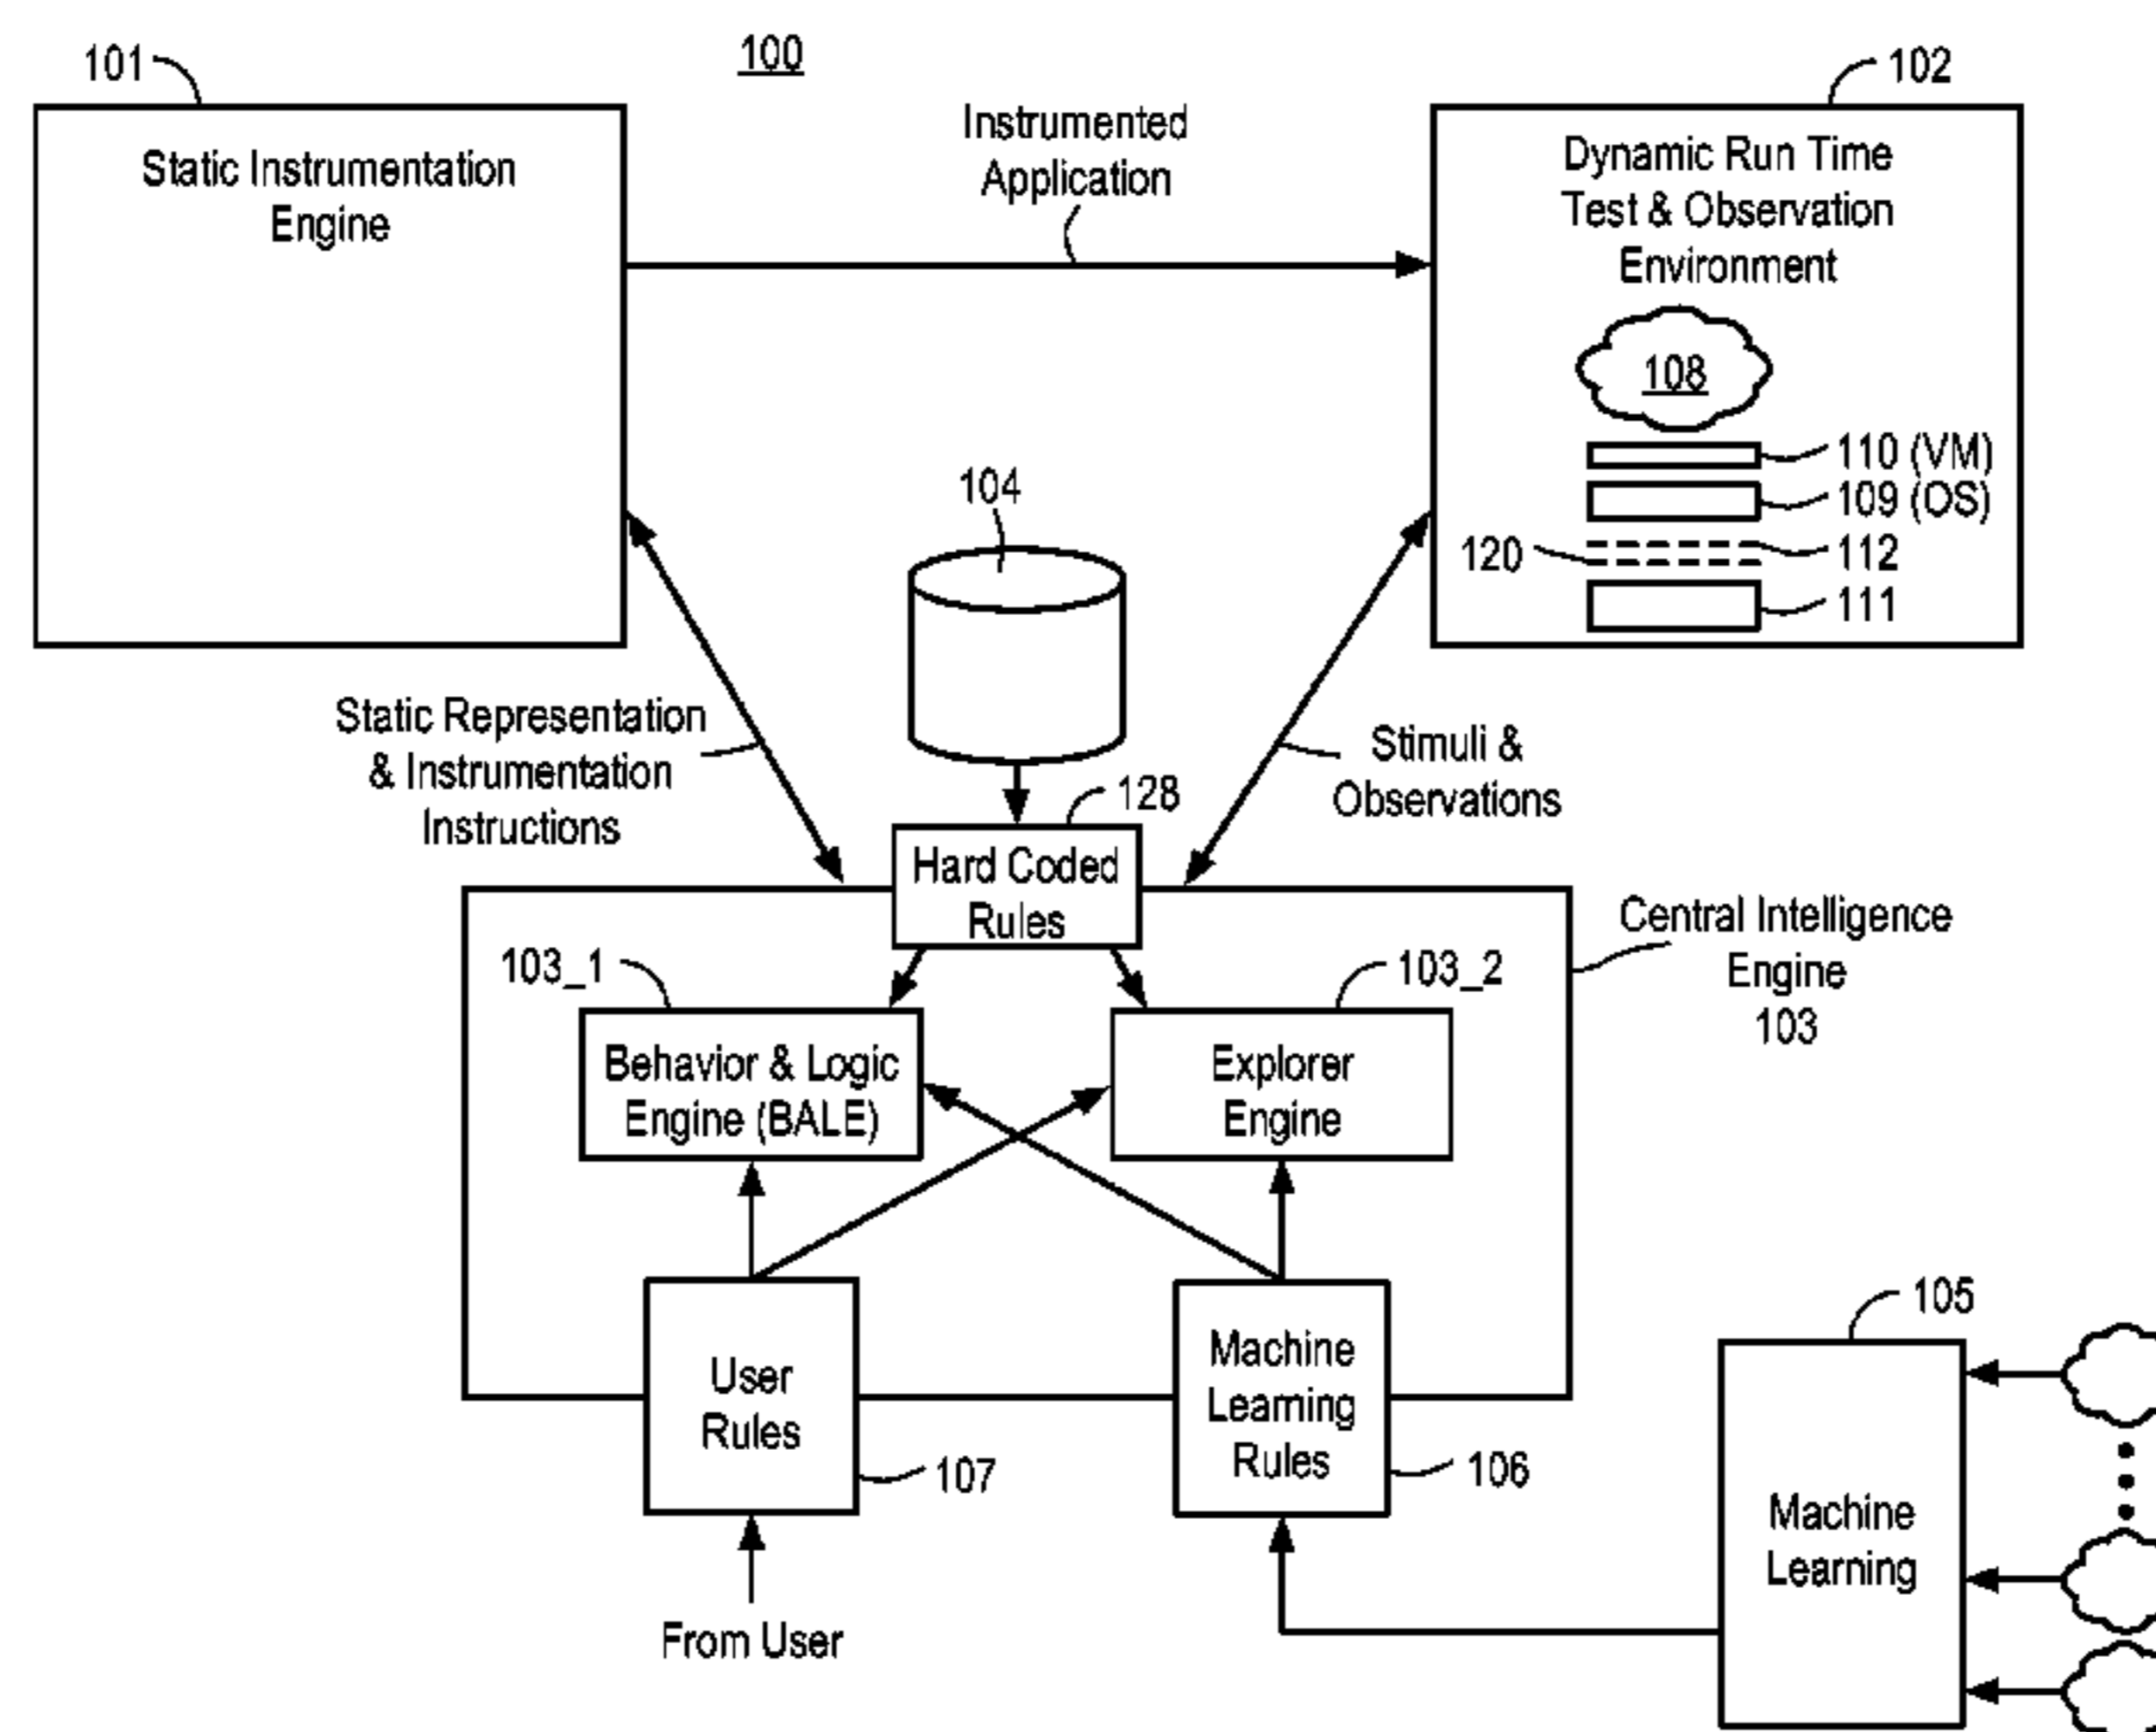 100
101
102
Static Instrumentation
Engine
Instrumented
Application
Dynamic Run Time
Test & Observation
Environment
108
110 (VM)
109 (OS)
120
112
111
104
Static Representation
& Instrumentation
Instructions
Stimuli &
Observations
128
Hard Coded
Rules
Central Intelligence
Engine
103
103_1
103_2
Behavior & Logic
Engine (BALE)
Explorer
Engine
User
Rules
107
Machine
Learning
Rules
106
105
Machine
Learning
From User